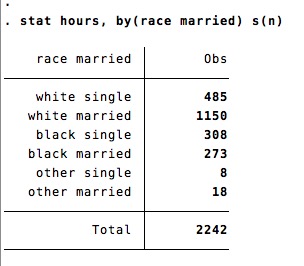 .
. stat hours, by(race married) s(n)
race married Obs
white single 485
white married 1150
black single 308
black married 273
other single 8
other married 18
Total 2242